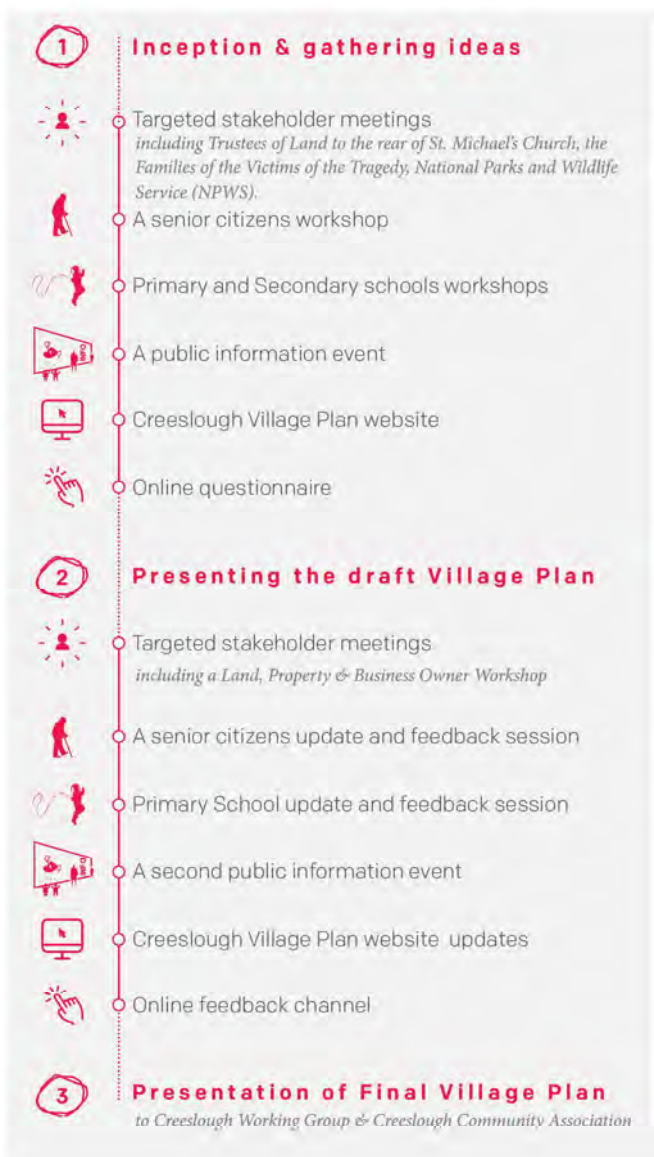 1
Inception & gathering ideas
Targeted stakeholder meetings
including Trustees of Land to the rear of St. Michael's Church, the
Families of the Victims of the Tragedy, National Parks and Wildlife
Service (NPWS).
A senior citizens workshop
Primary and Secondary schools workshops
A public information event
Creeslough Village Plan website
Online questionnaire
2
Presenting the draft Village Plan
Targeted stakeholder meetings
including a Land, Property & Business Owner Workshop
A senior citizens update and feedback session
Primary School update and feedback session
A second public information event
Creeslough Village Plan website updates
Online feedback channel
3
Presentation of Final Village Plan
to Creeslough Working Group & Creeslough Community Association